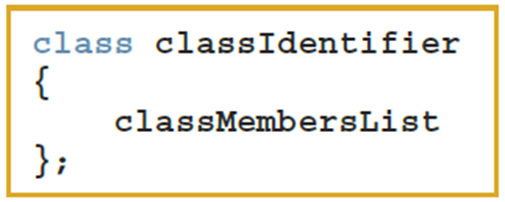 class classIdentifier
{
classMembersList
};